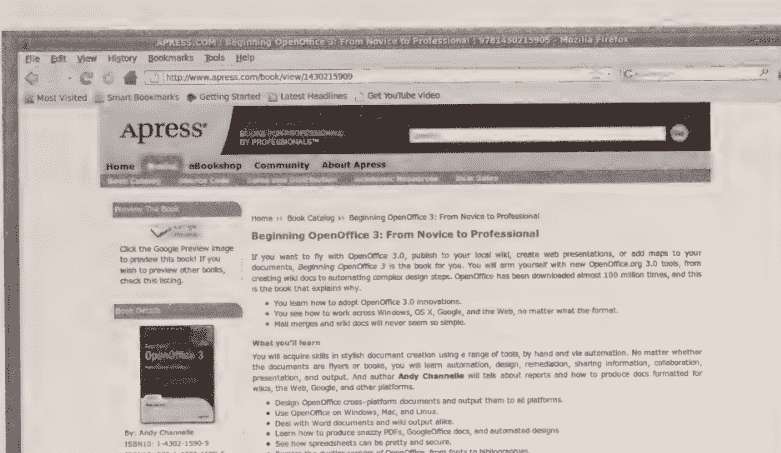 APRESS.COM : Beginning OpenOffice 3: From Novice to Professional : 9781430215905 - Mozilla Firefox
File Edit View History Bookmarks Tools Help
http://www.apress.com/book/view/1430215909
G
Most Visited Smart Bookmarks Getting Started Latest Headlines Get YouTube video
Apress®
BOOKS FOR PROFESSIONALS
BY PROFESSIONALS™
Home eBookshop Community About Apress
Preview The Book
Home ›› Book Catalog ›› Beginning OpenOffice 3: From Novice to Professional
Beginning OpenOffice 3: From Novice to Professional
Click the Google Preview image
to preview this book! If you
wish to preview other books,
check this listing.
If you want to fly with OpenOffice 3.0, publish to your local wiki, create web presentations, or add maps to your
documents, Beginning OpenOffice 3 is the book for you. You will arm yourself with new OpenOffice.org 3.0 tools, from
creating wiki docs to automating complex design steps. OpenOffice has been downloaded almost 100 million times, and this
is the book that explains why.
• You learn how to adopt OpenOffice 3.0 innovations.
• You see how to work across Windows, OS X, Google, and the Web, no matter what the format.
• Mail merges and wiki docs will never seem so simple.
Book Details
OpenOffice 3
What you'll learn
You will acquire skills in stylish document creation using a range of tools, by hand and via automation. No matter whether
the documents are flyers or books, you will learn automation, design, remediation, sharing information, collaboration,
presentation, and output. And author Andy Channelle will talk about reports and how to produce docs formatted for
wikis, the Web, Google, and other platforms.
• Design OpenOffice cross-platform documents and output them to all platforms.
• Use OpenOffice on Windows, Mac, and Linux.
• Deal with Word documents and wiki output alike.
• Learn how to produce snazzy PDFs, GoogleOffice docs, and automated designs
• See how spreadsheets can be pretty and secure.
By: Andy Channelle
ISBN10: 1-4302-1590-9